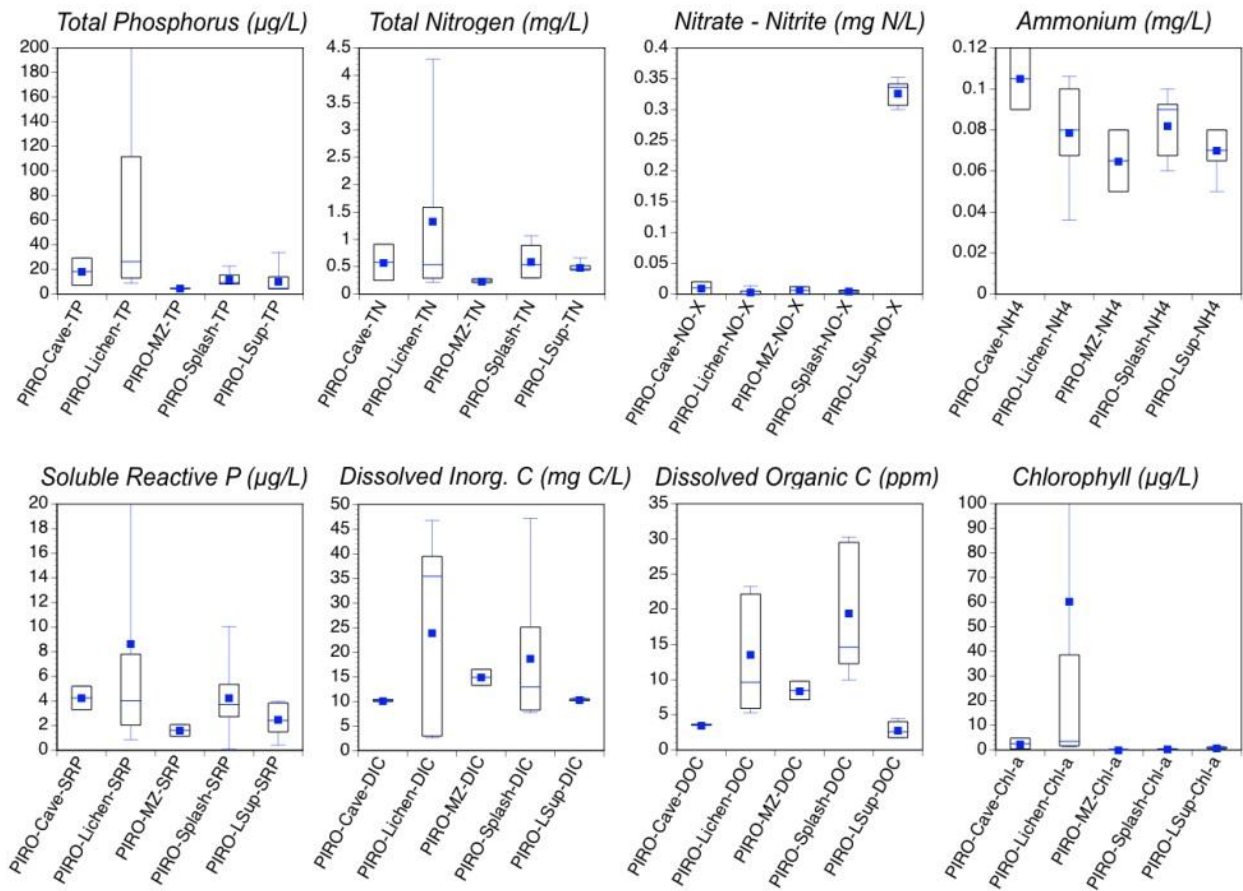 Total Phosphorus (µg/L)
200
180
160
140
120
100
80
60
40
20
0
PIRO-Cave-TP
PIRO-Lichen-TP
PIRO-MZ-TP
PIRO-Splash-TP
PIRO-LSup-TP
Total Nitrogen (mg/L)
4.5
4
3.5
3
2.5
2
1.5
1
0.5
0
PIRO-Cave-TN
PIRO-Lichen-TN
PIRO-MZ-TN
PIRO-Splash-TN
PIRO-LSup-TN
Nitrate - Nitrite (mg N/L)
0.4
0.35
0.3
0.25
0.2
0.15
0.1
0.05
0
PIRO-Cave-NO-X
PIRO-Lichen-NO-X
PIRO-MZ-NO-X
PIRO-Splash-NO-X
PIRO-LSup-NO-X
Ammonium (mg/L)
0.12
0.1
0.08
0.06
0.04
0.02
0
PIRO-Cave-NH4
PIRO-Lichen-NH4
PIRO-MZ-NH4
PIRO-Splash-NH4
PIRO-LSup-NH4
Soluble Reactive P (µg/L)
20
18
16
14
12
10
8
6
4
2
0
PIRO-Cave-SRP
PIRO-Lichen-SRP
PIRO-MZ-SRP
PIRO-Splash-SRP
PIRO-LSup-SRP
Dissolved Inorg. C (mg C/L)
50
45
40
35
30
25
20
15
10
5
0
PIRO-Cave-DIC
PIRO-Lichen-DIC
PIRO-MZ-DIC
PIRO-Splash-DIC
PIRO-LSup-DIC
Dissolved Organic C (ppm)
35
30
25
20
15
10
5
0
PIRO-Cave-DOC
PIRO-Lichen-DOC
PIRO-MZ-DOC
PIRO-Splash-DOC
PIRO-LSup-DOC
Chlorophyll (µg/L)
100
90
80
70
60
50
40
30
20
10
0
PIRO-Cave-Chl-a
PIRO-Lichen-Chl-a
PIRO-MZ-Chl-a
PIRO-Splash-Chl-a
PIRO-LSup-Chl-a